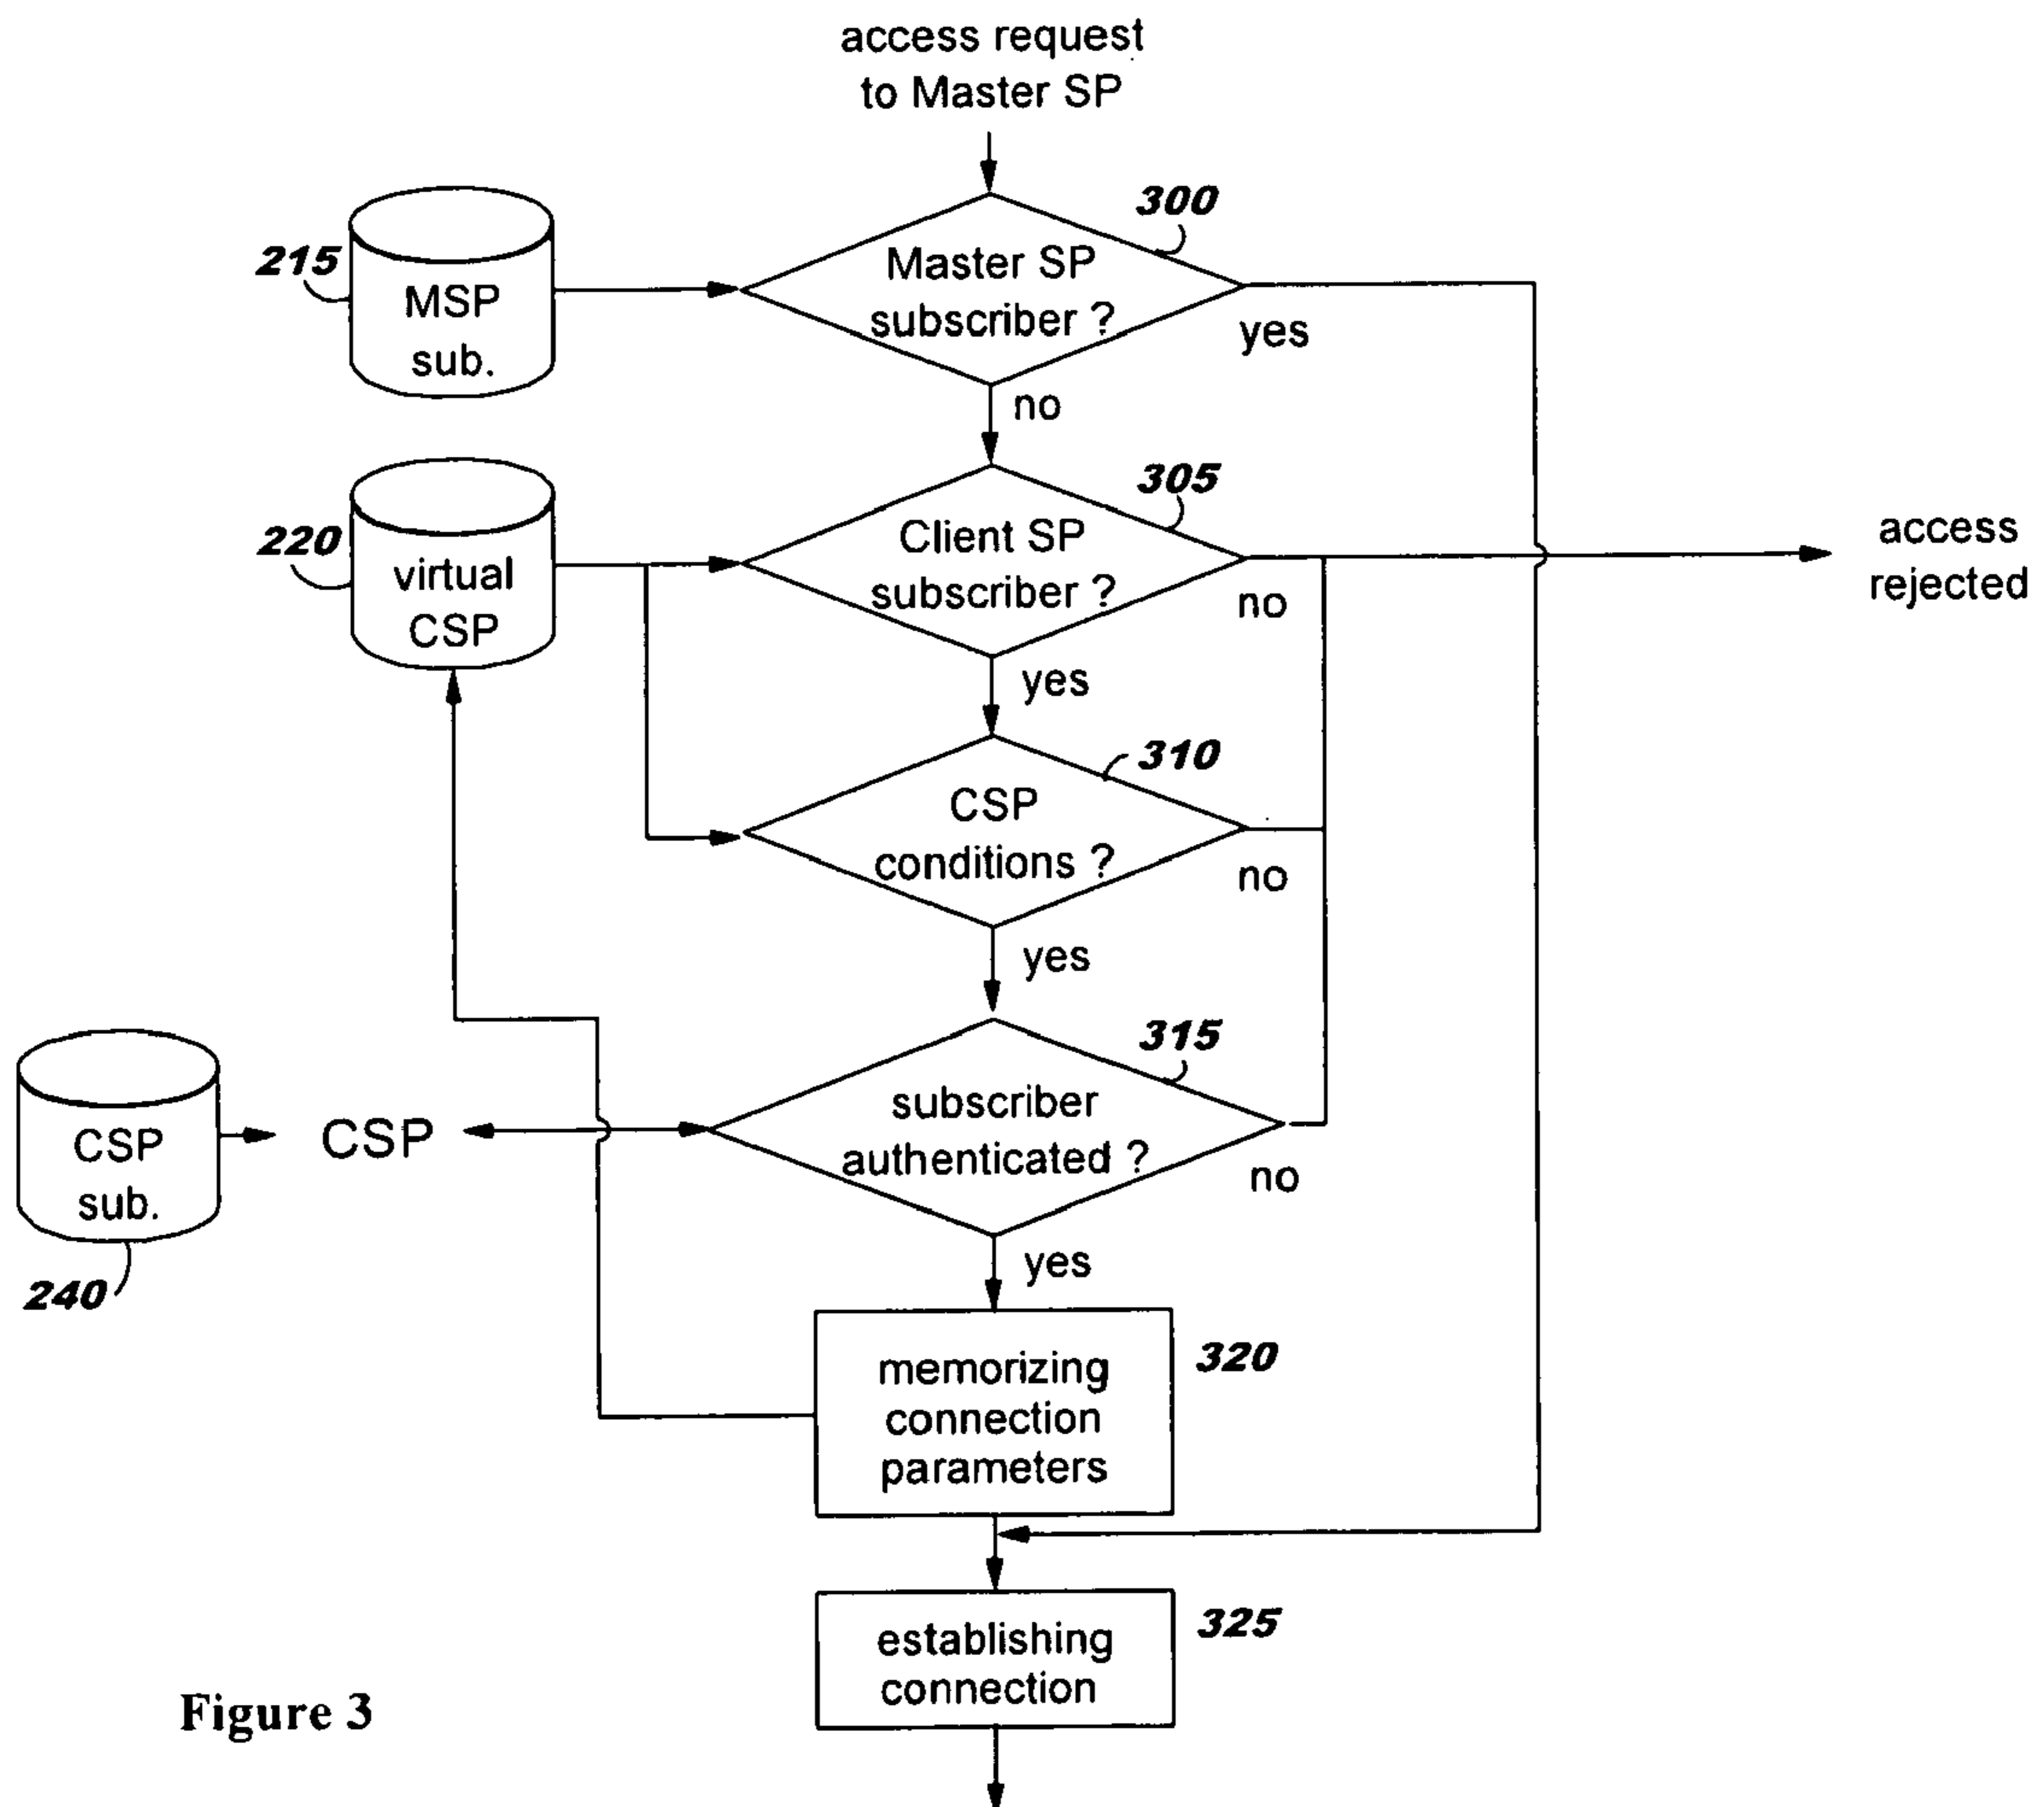 access request
to Master SP
300
215
Master SP
subscriber ?
MSP
sub.
yes
no
305
220
Client SP
subscriber ?
virtual
CSP
no
access
rejected
yes
310
CSP
conditions ?
no
yes
315
subscriber
authenticated ?
CSP
CSP
sub.
no
240
yes
320
memorizing
connection
parameters
325
establishing
connection
Figure 3